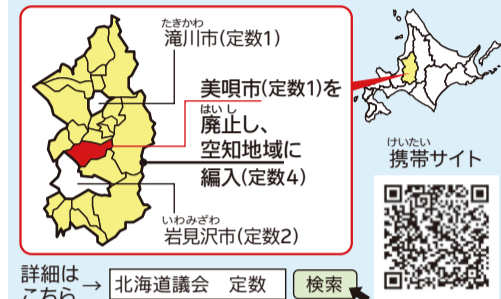 たきかわ
滝川市(定数1)
美唄市(定数1)を
はいし
廃止し、
空知地域に
編入(定数4)
いわみざわ
岩見沢市(定数2)
けいたい
携帯サイト
詳細は
こちら
→
北海道議会 定数
検索